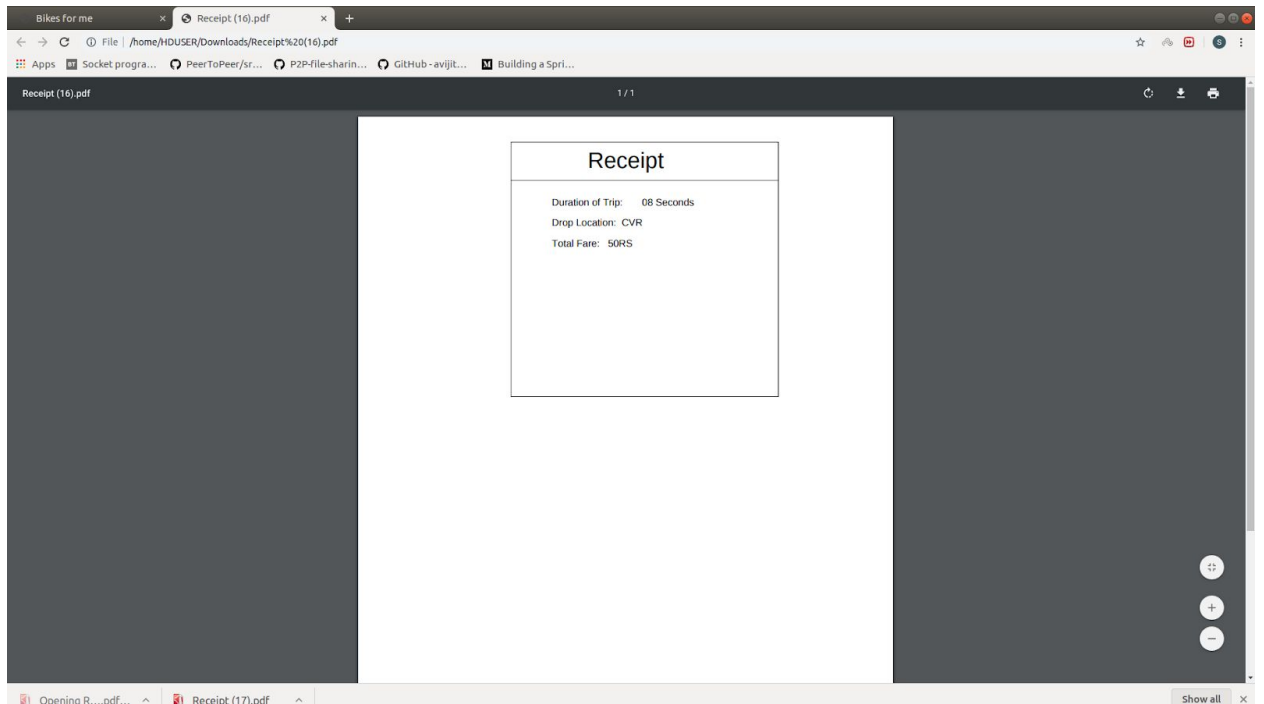 Bikes for me
Receipt (16).pdf
File | /home/HDUSER/Downloads/Receipt%20(16).pdf
S
Apps BT Socket progra... PeerToPeer/sr... P2P-file-sharin... GitHub - avijit... M Building a Spri...
Receipt (16).pdf 1 / 1
Receipt
Duration of Trip: 08 Seconds
Drop Location: CVR
Total Fare: 50RS
Opening R....pdf... Receipt (17).pdf Show all